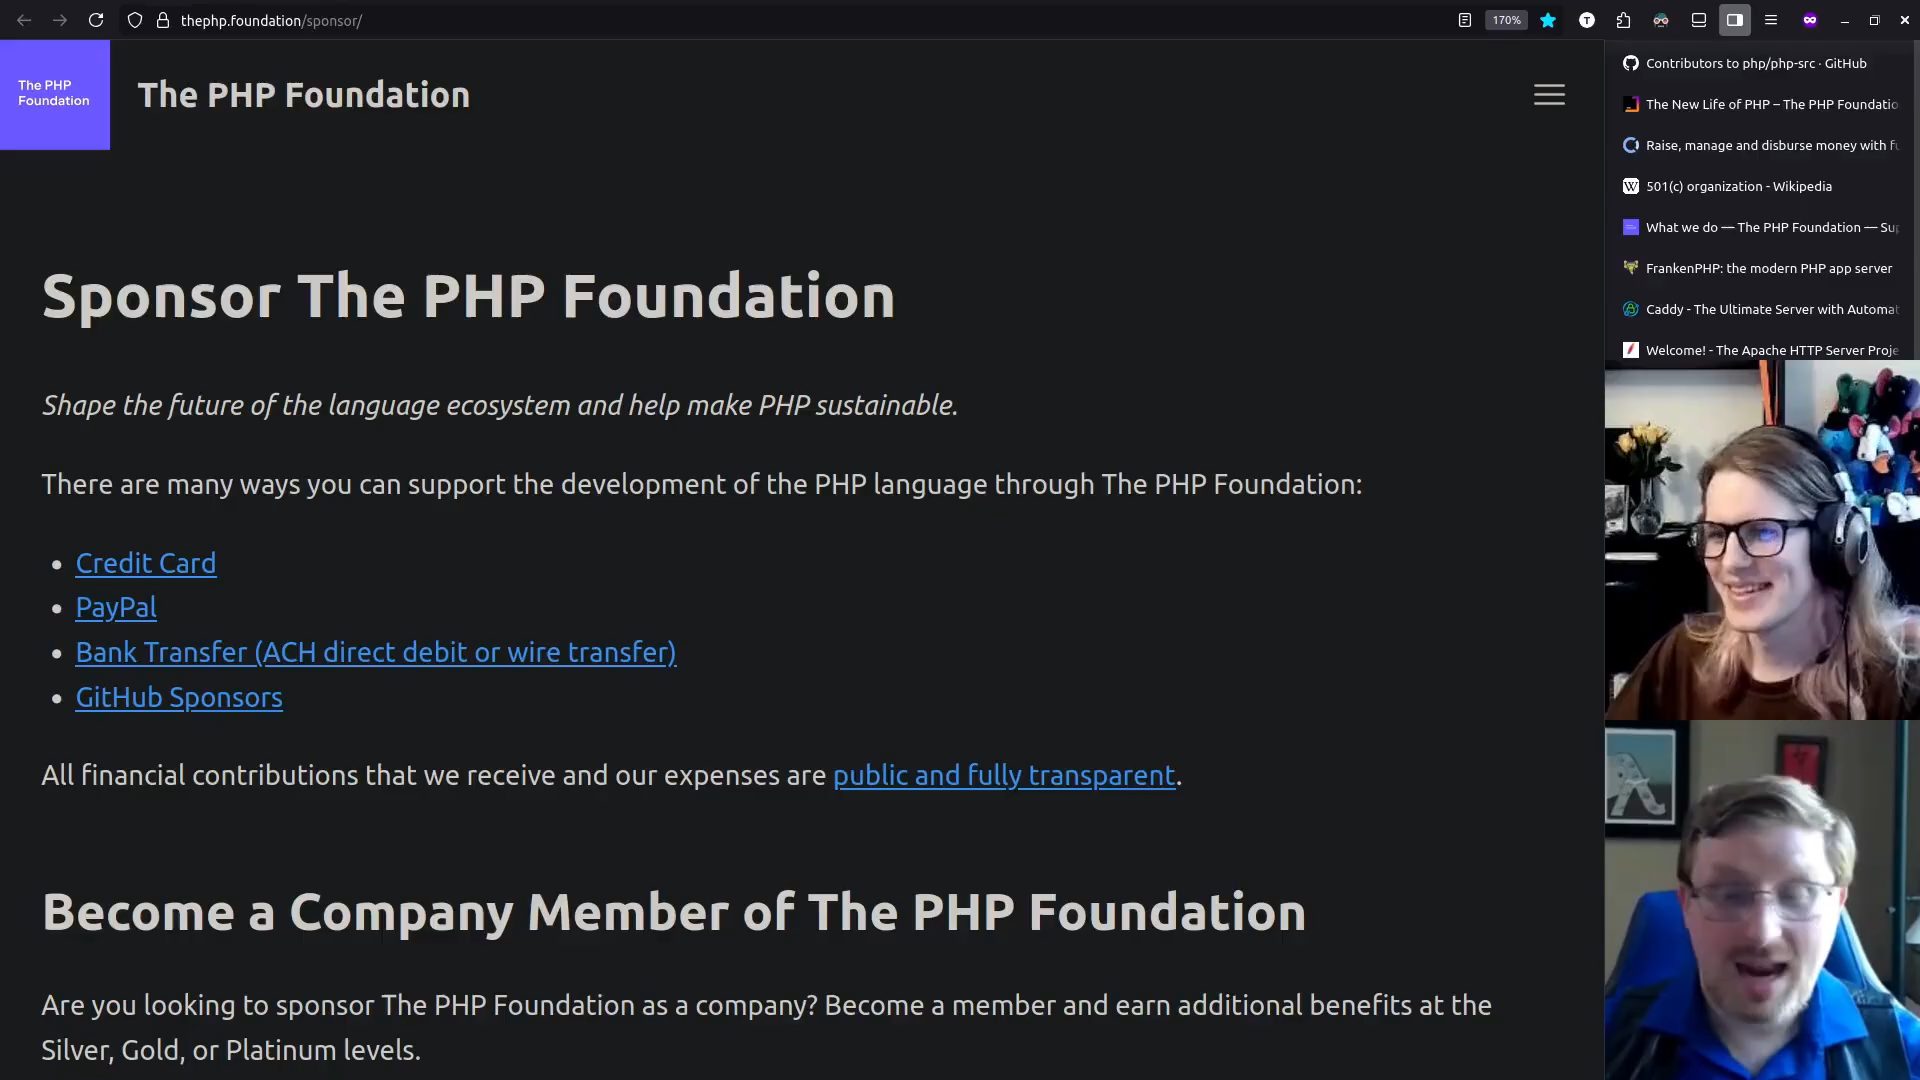 thephp.foundation/sponsor/
170%
The PHP
Foundation
The PHP Foundation
Sponsor The PHP Foundation
Shape the future of the language ecosystem and help make PHP sustainable.
There are many ways you can support the development of the PHP language through The PHP Foundation:
• Credit Card
• PayPal
• Bank Transfer (ACH direct debit or wire transfer)
• GitHub Sponsors
All financial contributions that we receive and our expenses are public and fully transparent.
Become a Company Member of The PHP Foundation
Are you looking to sponsor The PHP Foundation as a company? Become a member and earn additional benefits at the
Silver, Gold, or Platinum levels.
Contributors to php/php-src · GitHub
The New Life of PHP – The PHP Foundatio
Raise, manage and disburse money with fu
501(c) organization - Wikipedia
What we do — The PHP Foundation — Sup
FrankenPHP: the modern PHP app server
Caddy - The Ultimate Server with Automat
Welcome! - The Apache HTTP Server Proje